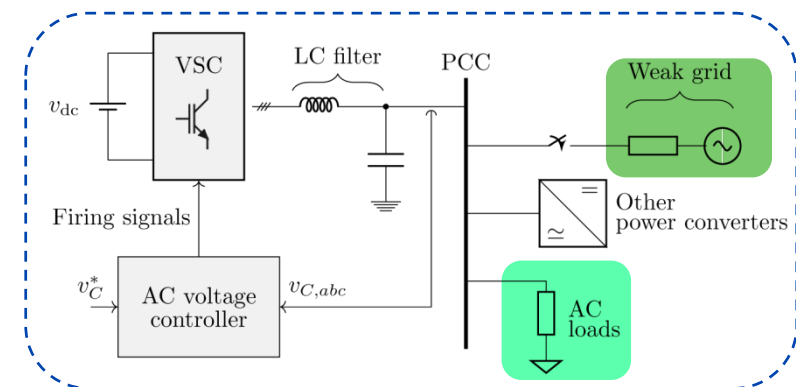 VSC
LC filter
PCC
Weak grid
v_dc
Firing signals
Other
power converters
v_C^*
v_{C,abc}
AC voltage
controller
AC
loads